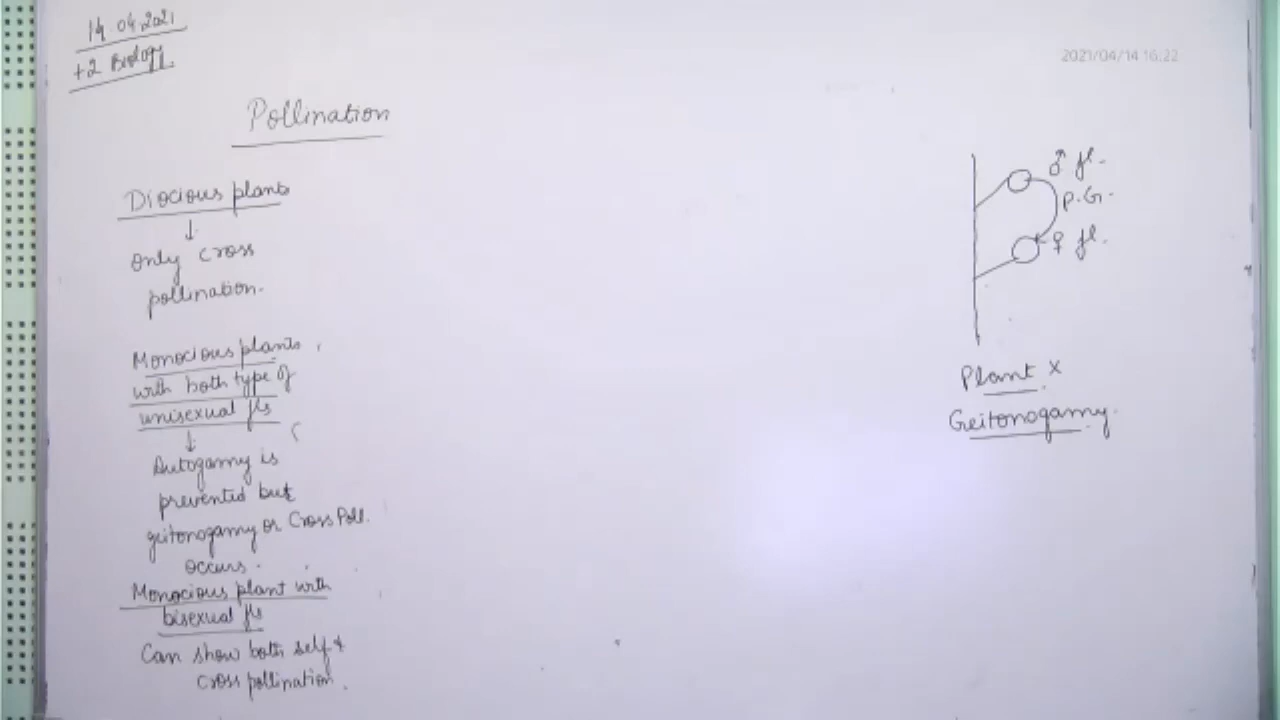 14.04.2021
+2 Biology
2021/04/14 16:22
Pollination
Diocious plants
↓
Only cross
pollination.
Monocious plants
with both type of
unisexual fls
↓
Autogamy is
prevented but
geitonogamy or Cross Poll.
occurs.
Monocious plant with
bisexual fls
Can show both self &
cross pollination.
♂ fl.
P.G.
♀ fl.
Plant X
Geitonogamy.